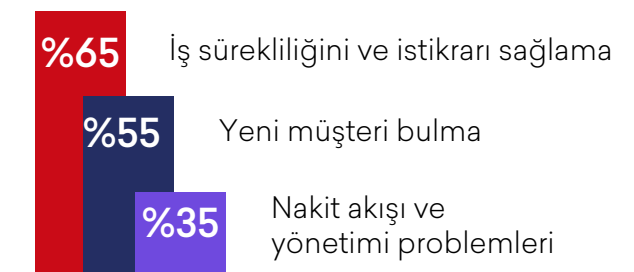 %65 İş sürekliliğini ve istikrarı sağlama
%55 Yeni müşteri bulma
%35 Nakit akışı ve
yönetimi problemleri